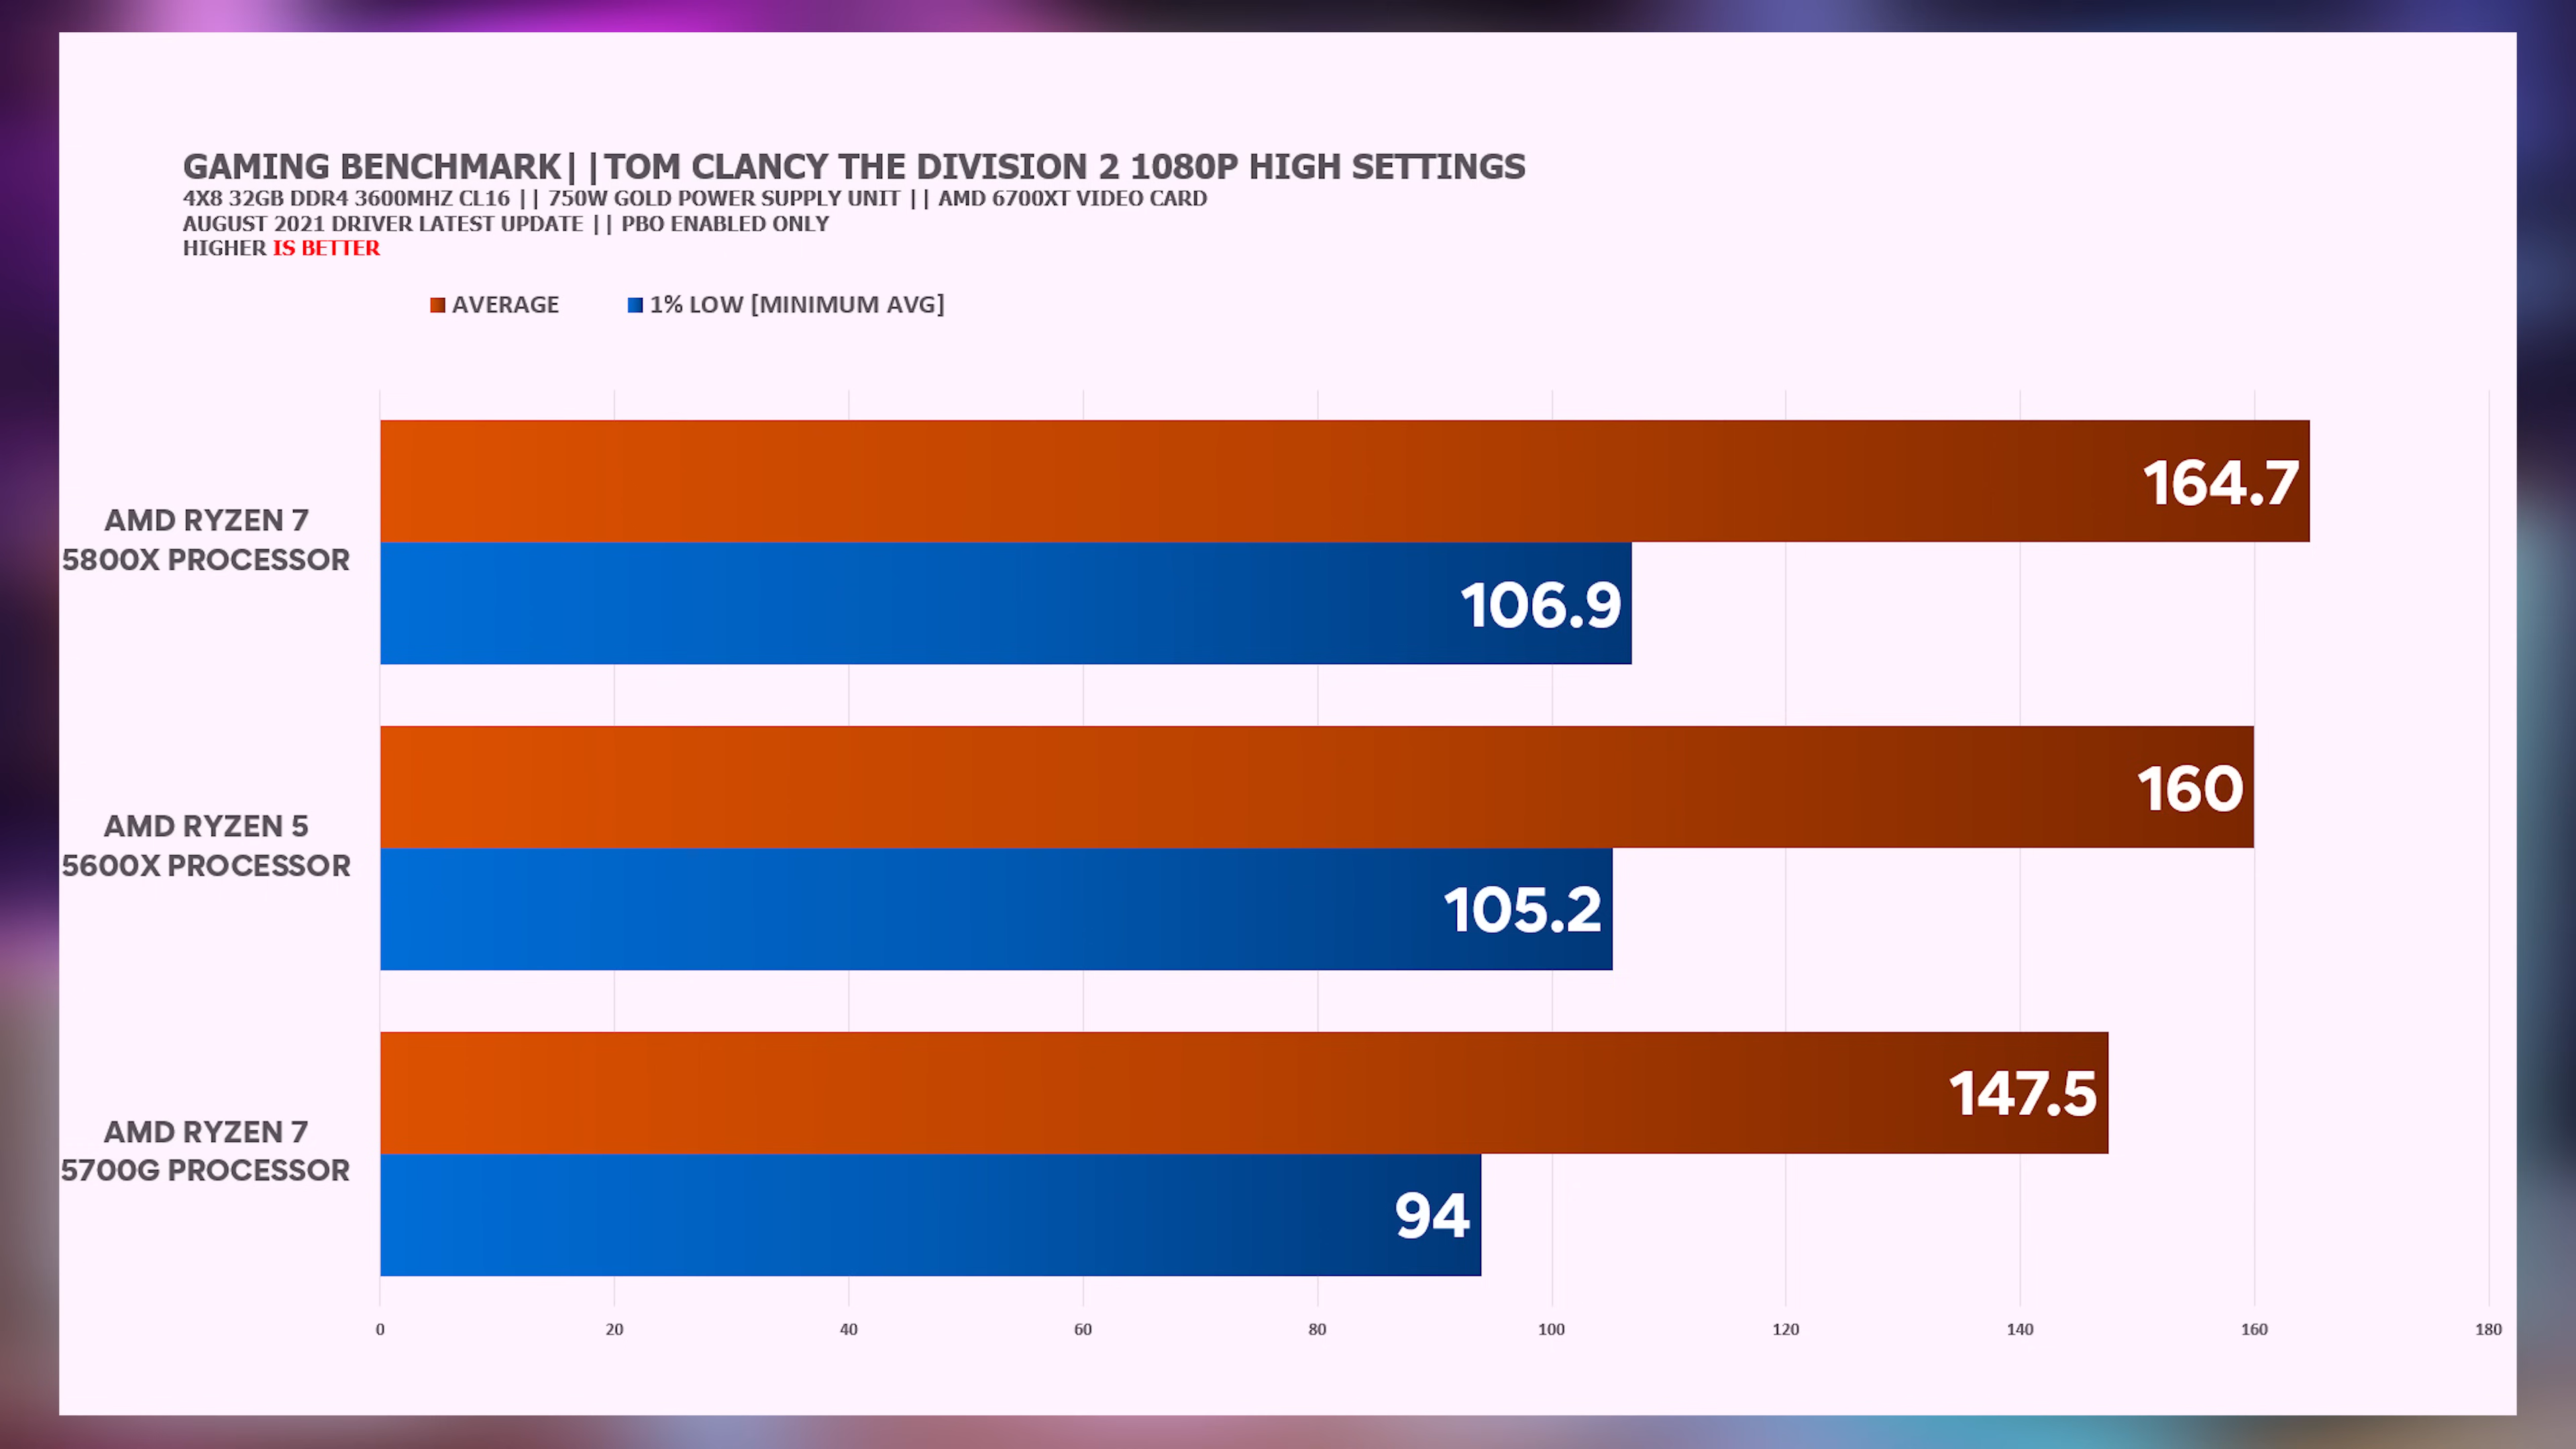 GAMING BENCHMARK||TOM CLANCY THE DIVISION 2 1080P HIGH SETTINGS
4X8 32GB DDR4 3600MHZ CL16 || 750W GOLD POWER SUPPLY UNIT || AMD 6700XT VIDEO CARD
AUGUST 2021 DRIVER LATEST UPDATE || PBO ENABLED ONLY
HIGHER IS BETTER
AVERAGE 1% LOW [MINIMUM AVG]
AMD RYZEN 7
5800X PROCESSOR
164.7
106.9
AMD RYZEN 5
5600X PROCESSOR
160
105.2
AMD RYZEN 7
5700G PROCESSOR
147.5
94
0 20 40 60 80 100 120 140 160 180